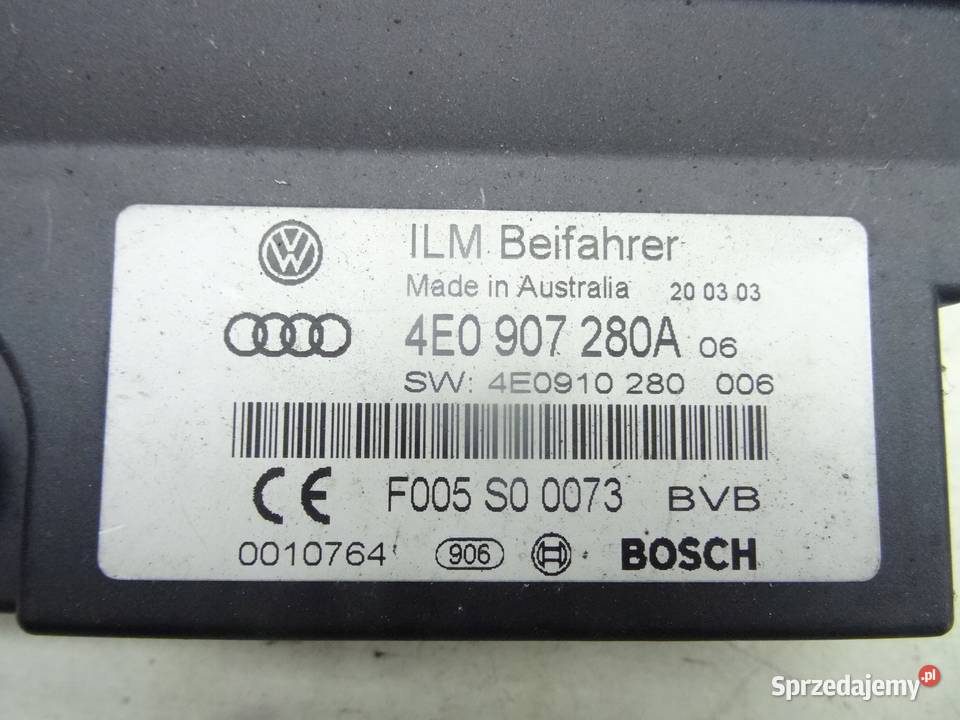 ILM Beifahrer
Made in Australia 20 03 03
4E0 907 280A 06
SW: 4E0910 280 006
CE F005 S0 0073 BVB
0010764 906 BOSCH
Sprzedajemy.pl